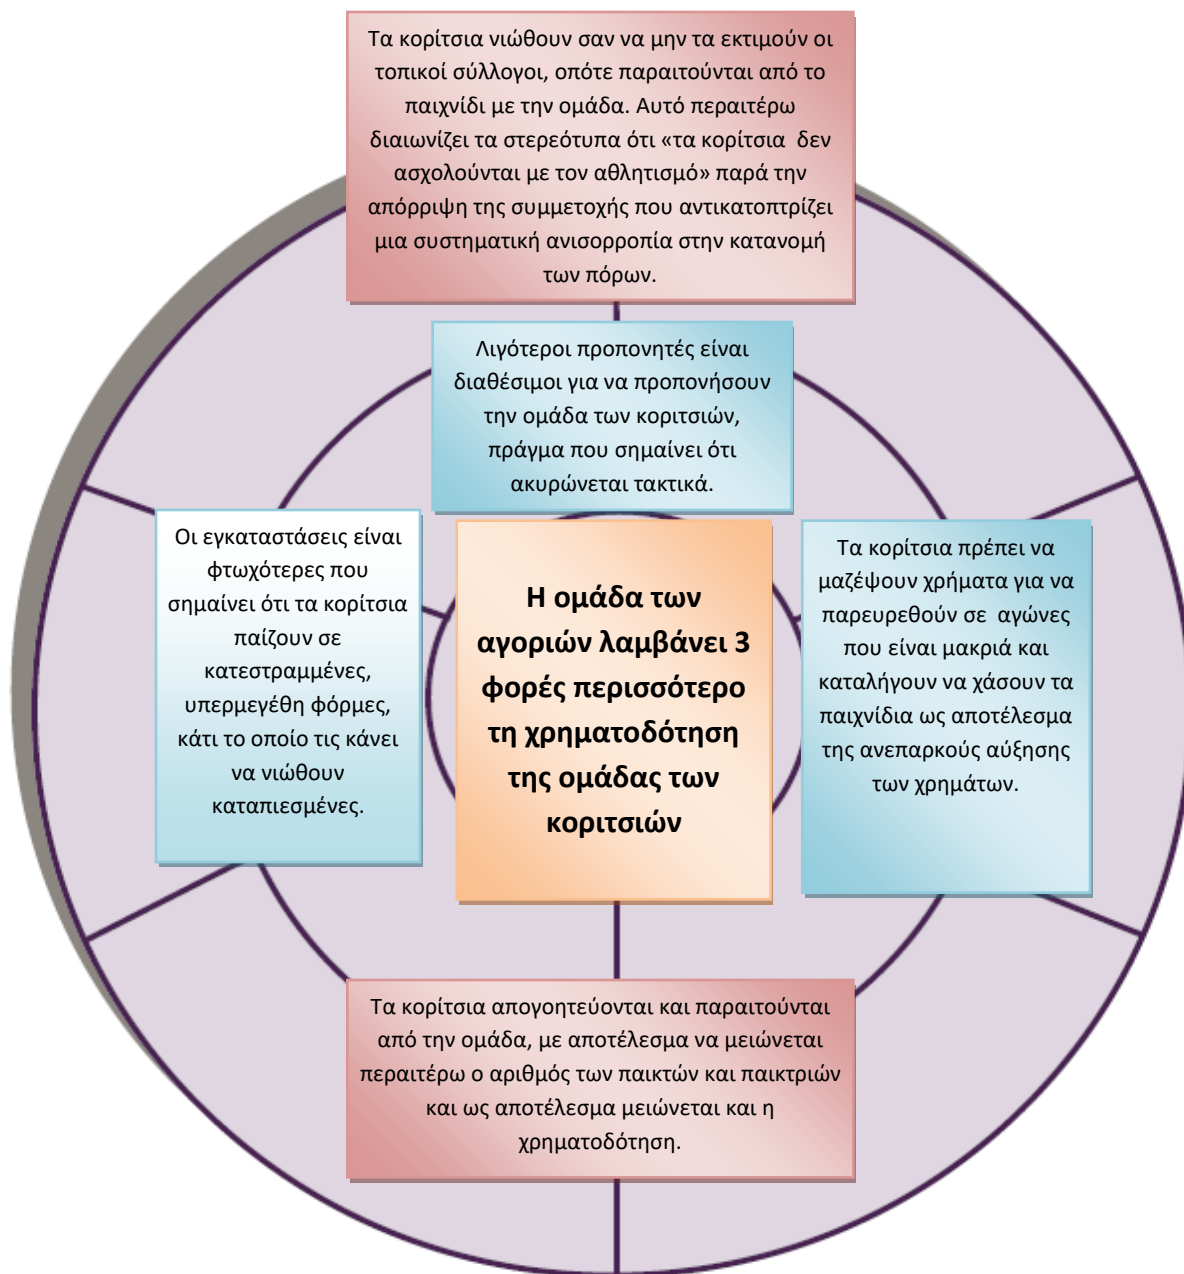 Τα κορίτσια νιώθουν σαν να μην τα εκτιμούν οι
τοπικοί σύλλογοι, οπότε παραιτούνται από το
παιχνίδι με την ομάδα. Αυτό περαιτέρω
διαιωνίζει τα στερεότυπα ότι «τα κορίτσια δεν
ασχολούνται με τον αθλητισμό» παρά την
απόρριψη της συμμετοχής που αντικατοπτρίζει
μια συστηματική ανισορροπία στην κατανομή
των πόρων.
Λιγότεροι προπονητές είναι
διαθέσιμοι για να προπονήσουν
την ομάδα των κοριτσιών,
πράγμα που σημαίνει ότι
ακυρώνεται τακτικά.
Οι εγκαταστάσεις είναι
φτωχότερες που
σημαίνει ότι τα κορίτσια
παίζουν σε
κατεστραμμένες,
υπερμεγέθη φόρμες,
κάτι το οποίο τις κάνει
να νιώθουν
καταπιεσμένες.
Η ομάδα των
αγοριών λαμβάνει 3
φορές περισσότερο
τη χρηματοδότηση
της ομάδας των
κοριτσιών
Τα κορίτσια πρέπει να
μαζέψουν χρήματα για να
παρευρεθούν σε αγώνες
που είναι μακριά και
καταλήγουν να χάσουν τα
παιχνίδια ως αποτέλεσμα
της ανεπαρκούς αύξησης
των χρημάτων.
Τα κορίτσια απογοητεύονται και παραιτούνται
από την ομάδα, με αποτέλεσμα να μειώνεται
περαιτέρω ο αριθμός των παικτών και παικτριών
και ως αποτέλεσμα μειώνεται και η
χρηματοδότηση.